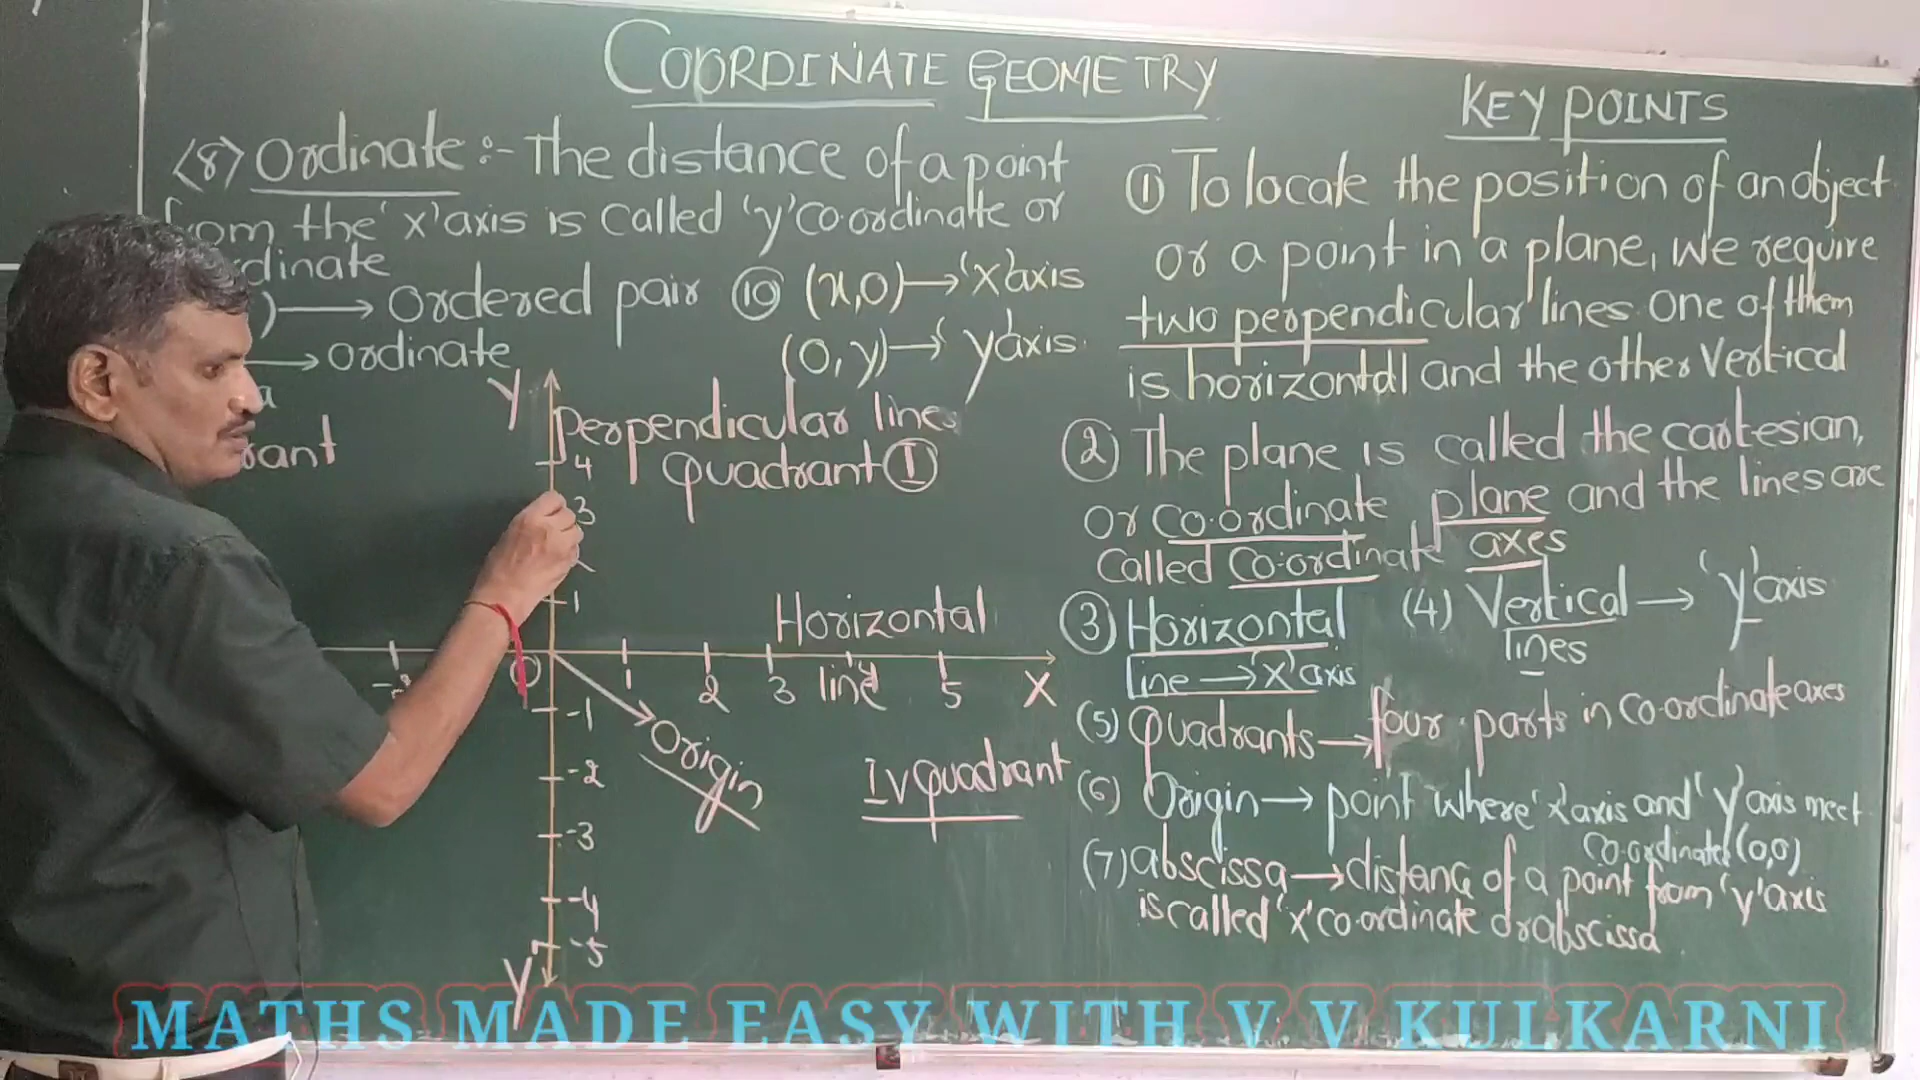 COORDINATE GEOMETRY
(8) Ordinate :- The distance of a point
from the 'x' axis is called 'y' co-ordinate or
dinate
) → Ordered pair
→ ordinate
a
rant
(10) (x,0) → 'x' axis
(0,y) → 'y' axis
Y
Perpendicular lines
quadrant I
4
3
1
Horizontal
line
O 1 2 3 5 X
-1
-2
-3
-4
-5
Y'
Origin
IV quadrant
KEY POINTS
① To locate the position of an object
or a point in a plane, we require
two perpendicular lines one of them
is horizontal and the other vertical
② The plane is called the cartesian,
or co-ordinate plane and the lines are
called co-ordinate axes
③ Horizontal
line → 'x' axis
(4) Vertical → 'y' axis
lines
(5) quadrants → four parts in co-ordinate axes
(6) Origin → point where 'x' axis and 'y' axis meet
co-ordinates (0,0)
(7) abscissa → distance of a point from 'y' axis
is called 'x' co-ordinate or abscissa
MATHS MADE EASY WITH V V KULKARNI